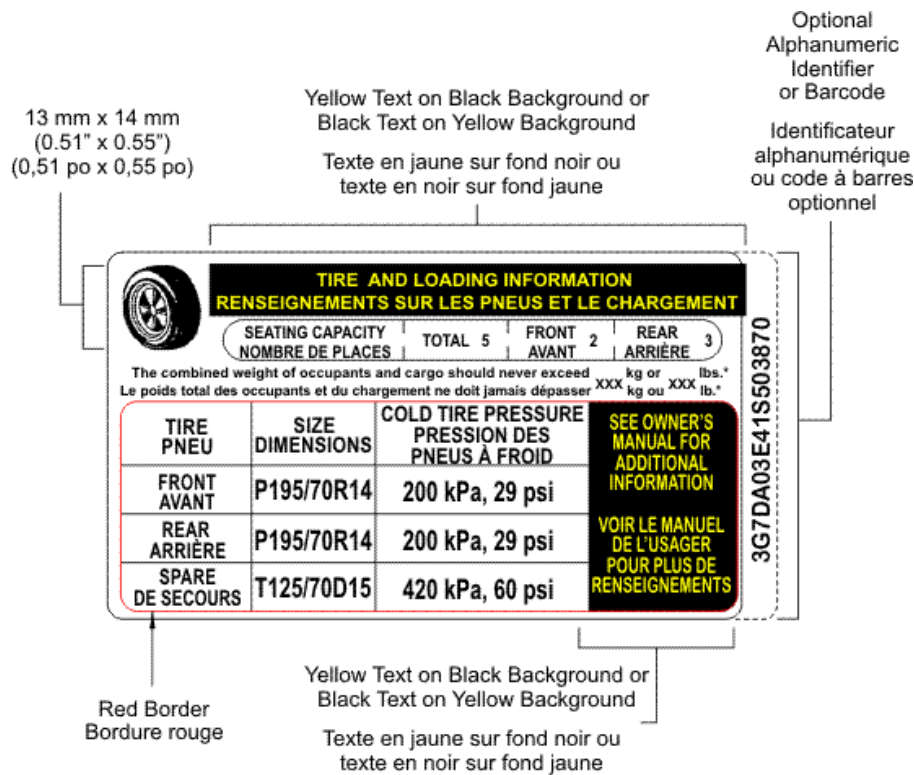 Optional
Alphanumeric
Identifier
or Barcode
Identificateur
alphanumérique
ou code à barres
optionnel
Yellow Text on Black Background or
Black Text on Yellow Background
Texte en jaune sur fond noir ou
texte en noir sur fond jaune
13 mm x 14 mm
(0.51” x 0.55”)
(0,51 po x 0,55 po)
TIRE AND LOADING INFORMATION
RENSEIGNEMENTS SUR LES PNEUS ET LE CHARGEMENT
SEATING CAPACITY
NOMBRE DE PLACES
TOTAL 5
FRONT
AVANT
2
REAR
ARRIÈRE
3
The combined weight of occupants and cargo should never exceed XXX kg or XXX lbs.*
Le poids total des occupants et du chargement ne doit jamais dépasser XXX kg ou XXX lb.*
TIRE
PNEU
SIZE
DIMENSIONS
COLD TIRE PRESSURE
PRESSION DES
PNEUS À FROID
FRONT
AVANT
P195/70R14
200 kPa, 29 psi
REAR
ARRIÈRE
P195/70R14
200 kPa, 29 psi
SPARE
DE SECOURS
T125/70D15
420 kPa, 60 psi
SEE OWNER'S
MANUAL FOR
ADDITIONAL
INFORMATION
VOIR LE MANUEL
DE L'USAGER
POUR PLUS DE
RENSEIGNEMENTS
3G7DA03E41S503870
Red Border
Bordure rouge
Yellow Text on Black Background or
Black Text on Yellow Background
Texte en jaune sur fond noir ou
texte en noir sur fond jaune